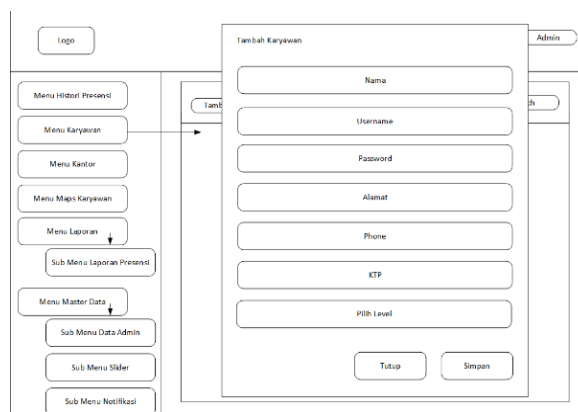 Logo
Tambah Karyawan
Admin
Nama
Menu Histori Presensi
Tamb
ch
Username
Menu Karyawan
Password
Menu Kantor
Alamat
Menu Maps Karyawan
Menu Laporan
Phone
Sub Menu Laporan Presensi
KTP
Menu Master Data
Pilih Level
Sub Menu Data Admin
Tutup
Simpan
Sub Menu Slider
Sub Menu Notifikasi